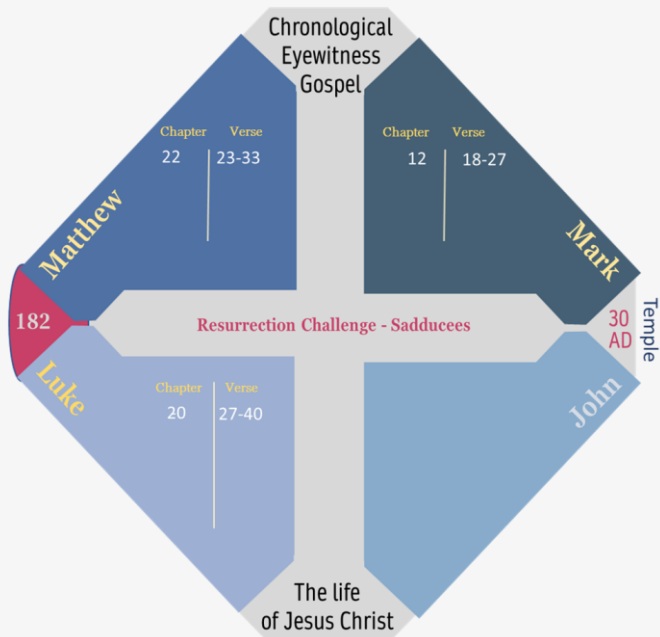 Chronological
Eyewitness
Gospel
Chapter Verse
22 23-33
Matthew
Chapter Verse
12 18-27
Mark
182
Resurrection Challenge - Sadducees
30
AD
Temple
Luke
Chapter Verse
20 27-40
John
The life
of Jesus Christ